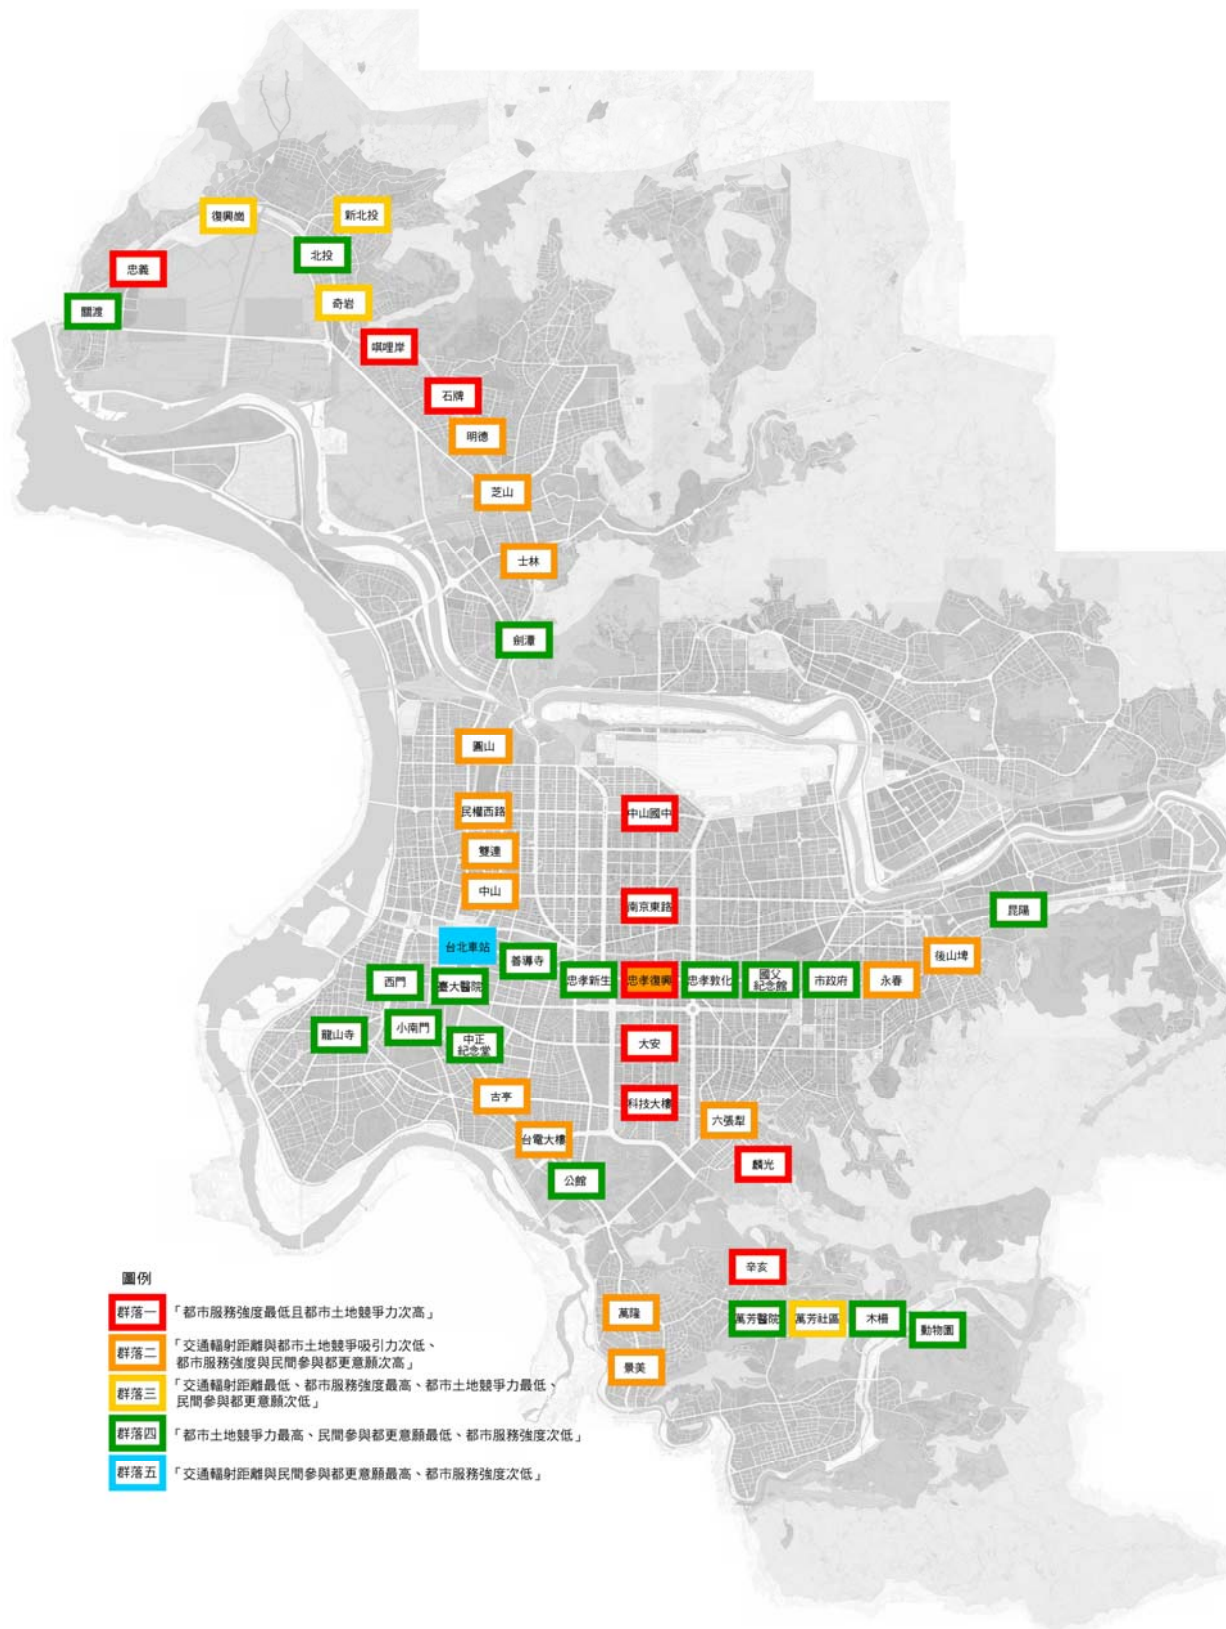 復興崗
新北投
北投
忠義
關渡
奇岩
唭哩岸
石牌
明德
芝山
士林
劍潭
圓山
民權西路
中山國中
雙連
中山
南京東路
昆陽
台北車站
善導寺
後山埤
西門
臺大醫院
忠孝新生
忠孝復興
忠孝敦化
國父
紀念館
市政府
永春
龍山寺
小南門
中正
紀念堂
大安
古亭
科技大樓
六張犁
台電大樓
麟光
公館
辛亥
萬隆
萬芳醫院
萬芳社區
木柵
動物園
景美
圖例
群落一 「都市服務強度最低且都市土地競爭力次高」
群落二 「交通輻射距離與都市土地競爭吸引力次低、
都市服務強度與民間參與都更意願次高」
群落三 「交通輻射距離最低、都市服務強度最高、都市土地競爭力最低、
民間參與都更意願次低」
群落四 「都市土地競爭力最高、民間參與都更意願最低、都市服務強度次低」
群落五 「交通輻射距離與民間參與都更意願最高、都市服務強度次低」